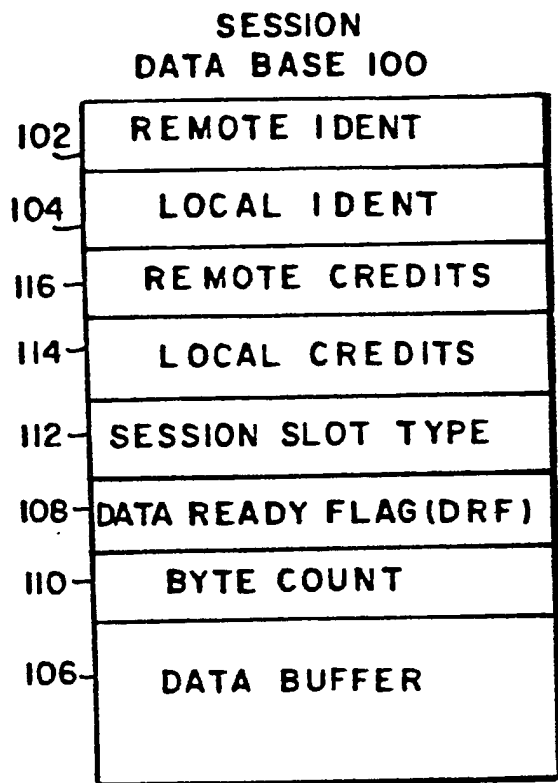 SESSION
DATA BASE 100
102 REMOTE IDENT
104 LOCAL IDENT
116 REMOTE CREDITS
114 LOCAL CREDITS
112 SESSION SLOT TYPE
108 DATA READY FLAG(DRF)
110 BYTE COUNT
106 DATA BUFFER